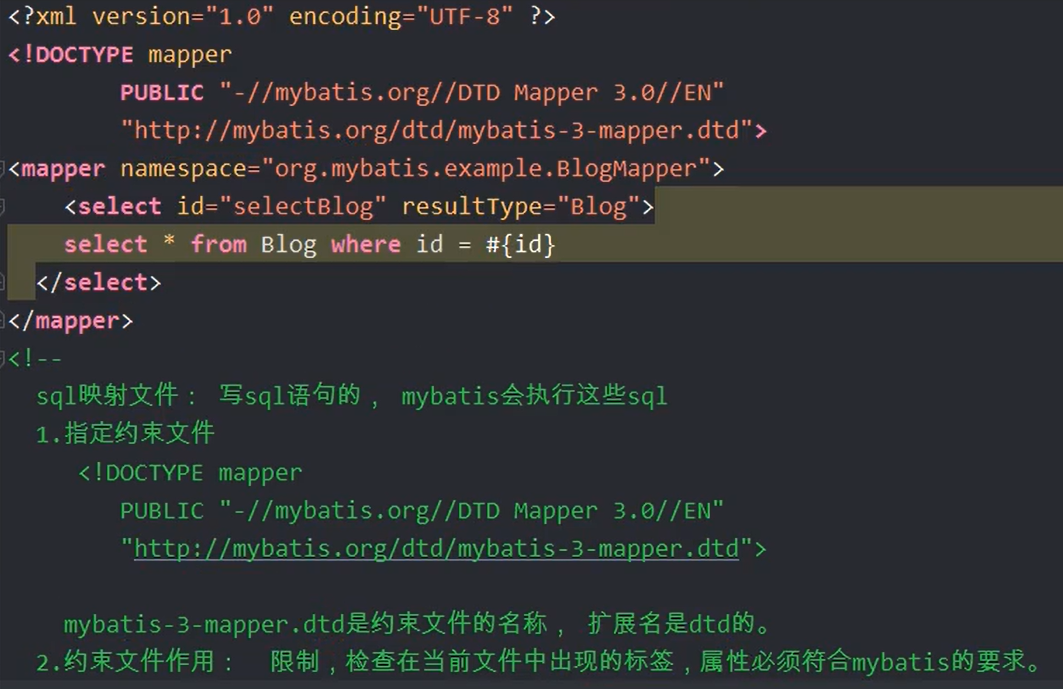 <?xml version="1.0" encoding="UTF-8" ?>
<!DOCTYPE mapper
        PUBLIC "-//mybatis.org//DTD Mapper 3.0//EN"
        "http://mybatis.org/dtd/mybatis-3-mapper.dtd">
<mapper namespace="org.mybatis.example.BlogMapper">
    <select id="selectBlog" resultType="Blog">
    select * from Blog where id = #{id}
  </select>
</mapper>
<!--
  sql映射文件： 写sql语句的， mybatis会执行这些sql
  1.指定约束文件
     <!DOCTYPE mapper
        PUBLIC "-//mybatis.org//DTD Mapper 3.0//EN"
        "http://mybatis.org/dtd/mybatis-3-mapper.dtd">
    mybatis-3-mapper.dtd是约束文件的名称， 扩展名是dtd的。
  2.约束文件作用：  限制，检查在当前文件中出现的标签，属性必须符合mybatis的要求。